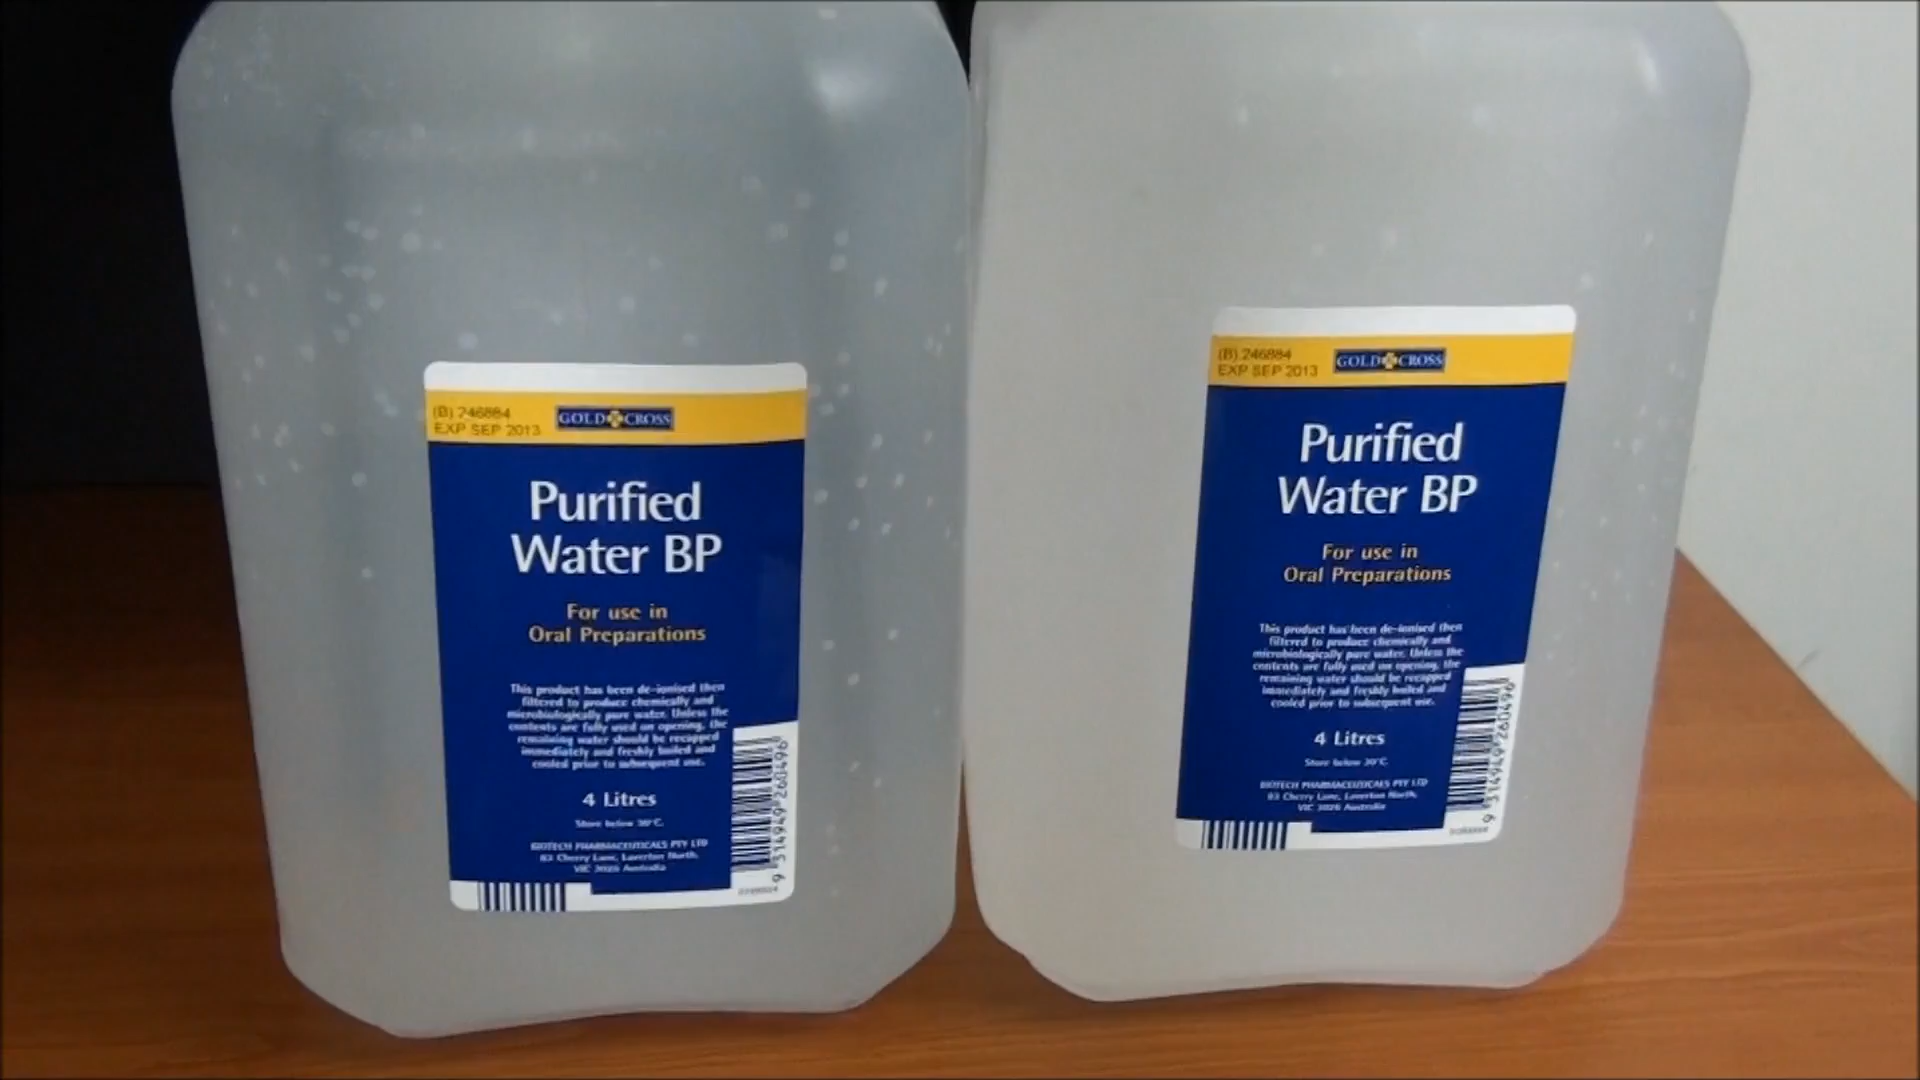 (B) 246884
EXP SEP 2013
GOLD CROSS
Purified
Water BP
For use in
Oral Preparations
This product has been de-ionised then
filtered to produce chemically and
microbiologically pure water. Unless the
contents are fully used on opening, the
remaining water should be recapped
immediately and freshly boiled and
cooled prior to subsequent use.
4 Litres
Store below 30°C.
BIOTECH PHARMACEUTICALS PTY LTD
83 Cherry Lane, Laverton North,
VIC 3026 Australia
9 314949 260496
(B) 246884
EXP SEP 2013
GOLD CROSS
Purified
Water BP
For use in
Oral Preparations
This product has been de-ionised then
filtered to produce chemically and
microbiologically pure water. Unless the
contents are fully used on opening, the
remaining water should be recapped
immediately and freshly boiled and
cooled prior to subsequent use.
4 Litres
Store below 30°C.
BIOTECH PHARMACEUTICALS PTY LTD
83 Cherry Lane, Laverton North,
VIC 3026 Australia
9 314949 260496